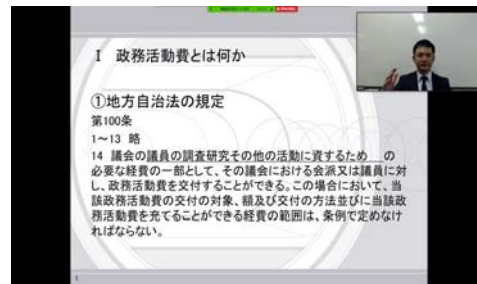 Ⅰ 政務活動費とは何か
①地方自治法の規定
第100条
1～13 略
14 議会の議員の調査研究その他の活動に資するため の
必要な経費の一部として、その議会における会派又は議員に対
し、政務活動費を交付することができる。この場合において、当
該政務活動費の交付の対象、額及び交付の方法並びに当該政
務活動費を充てることができる経費の範囲は、条例で定めなけ
ればならない。
1